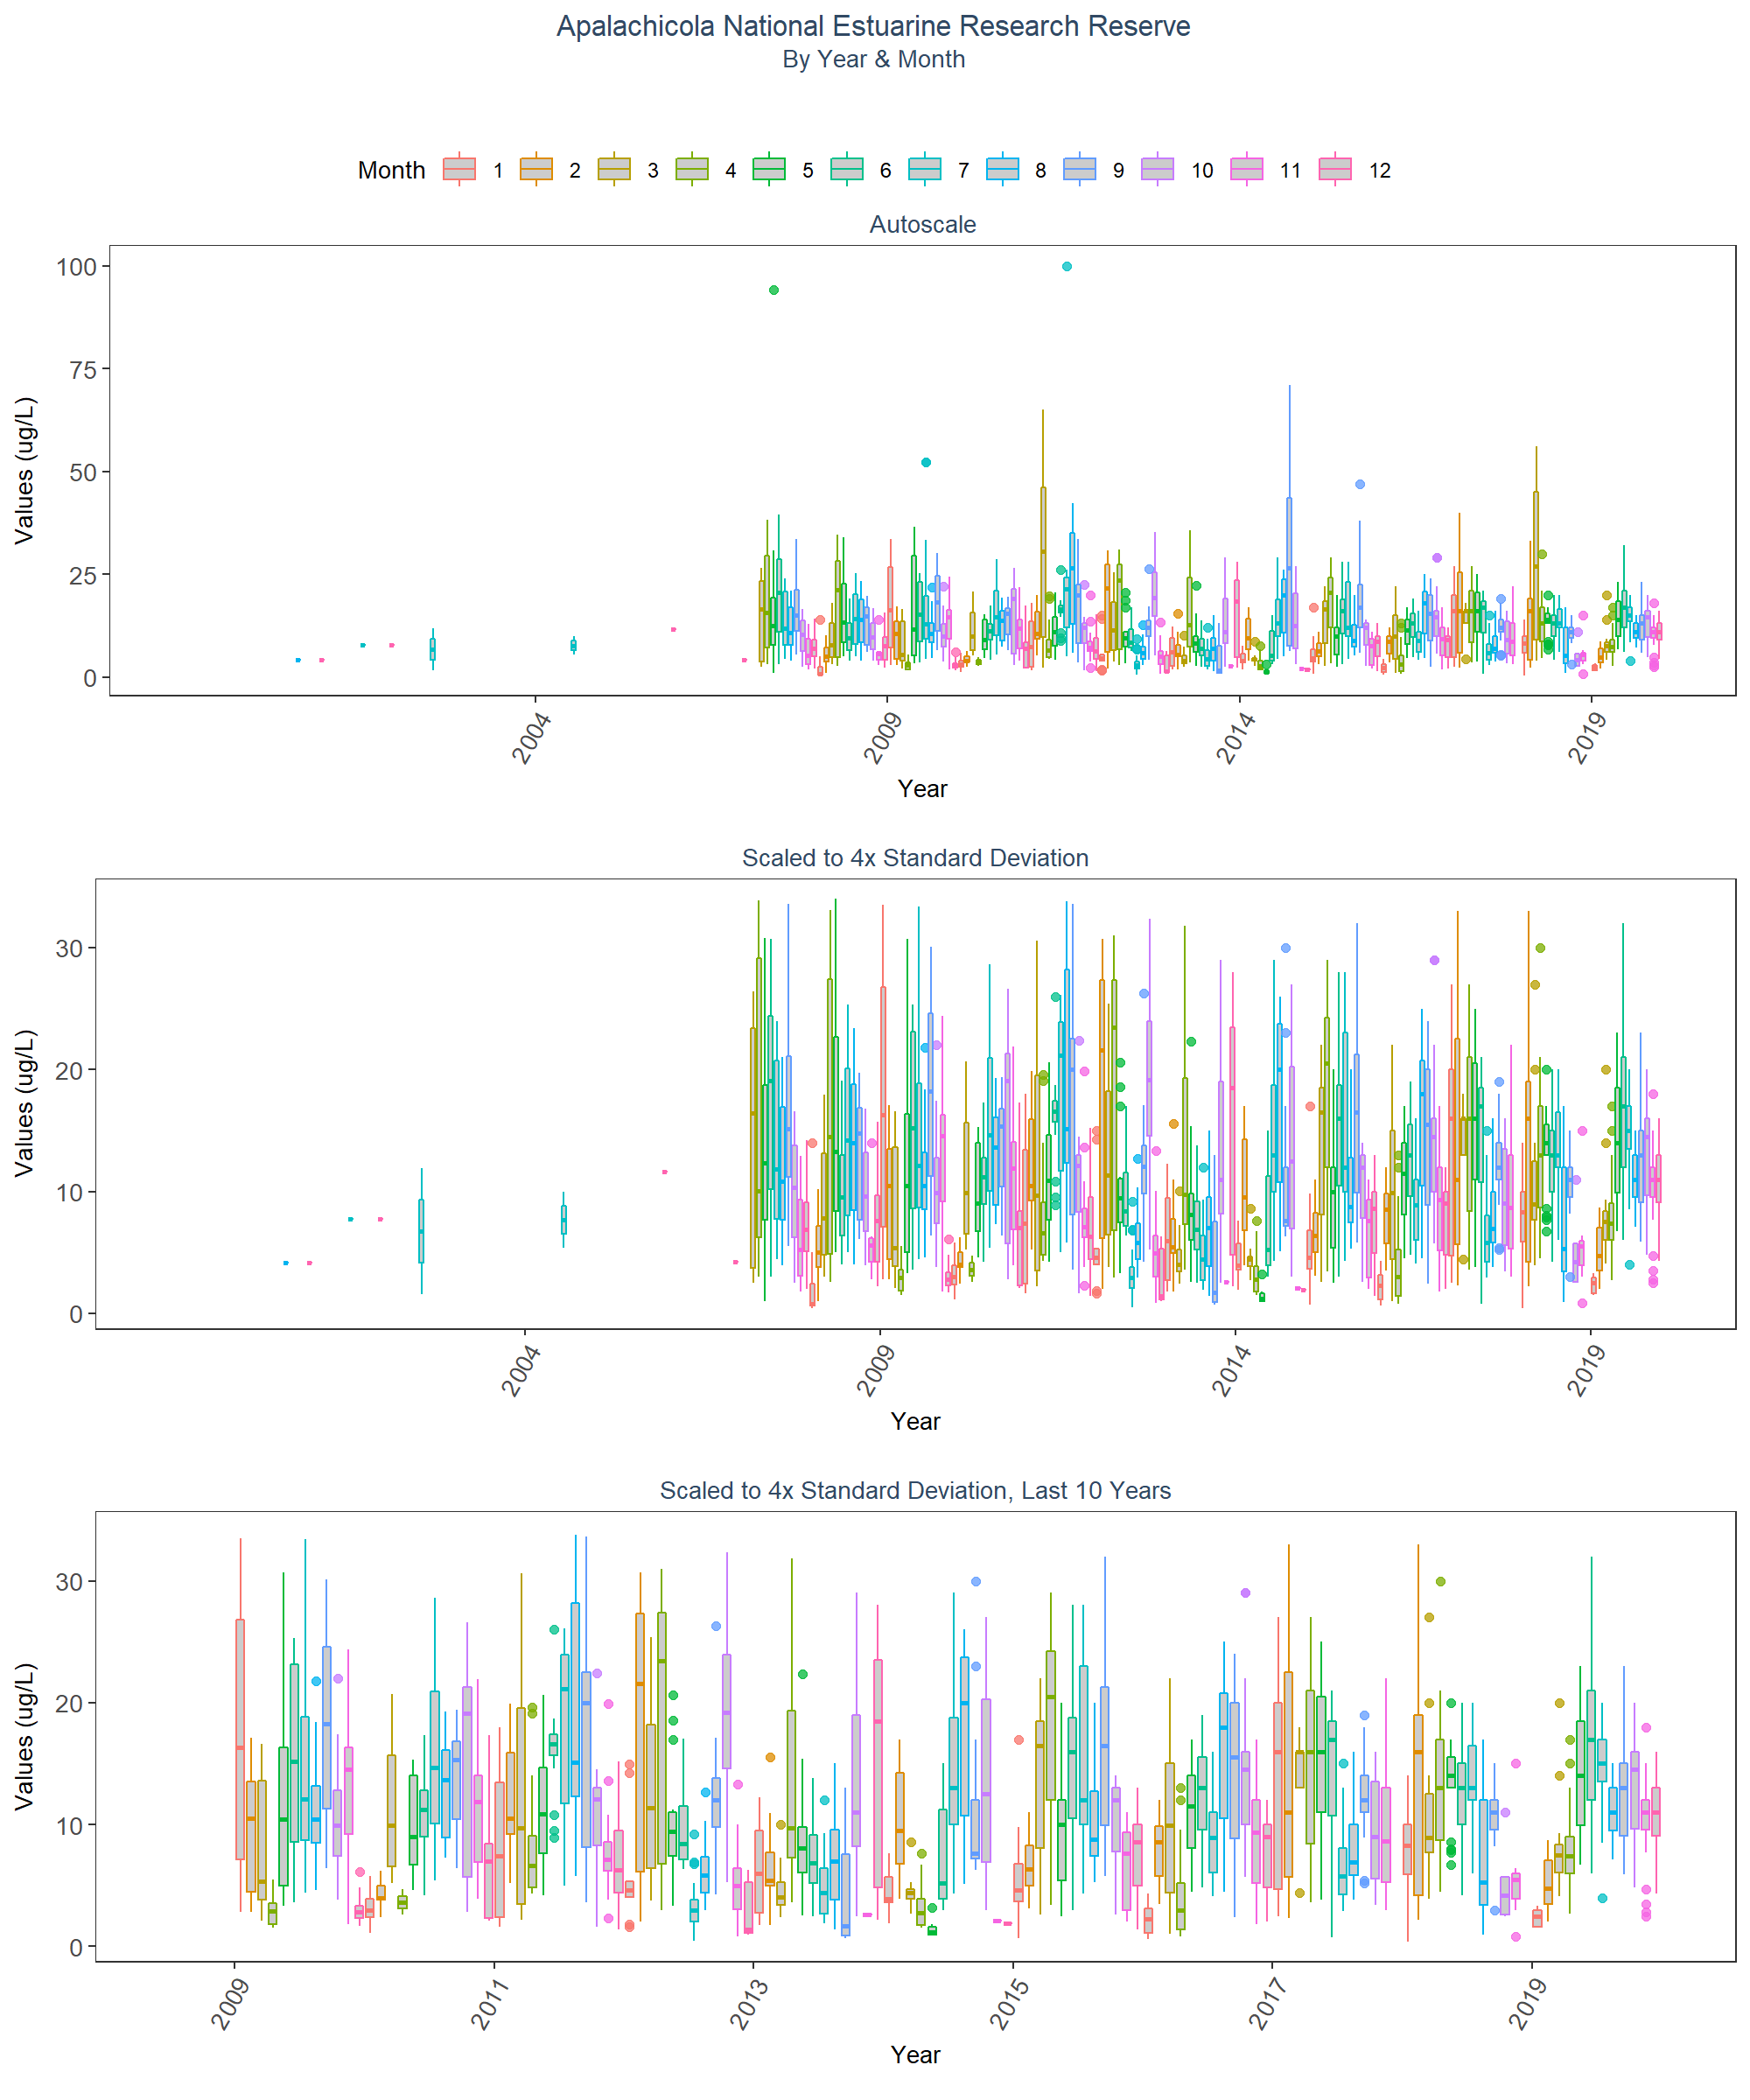 Apalachicola National Estuarine Research Reserve
By Year & Month
Month 1 2 3 4 5 6 7 8 9 10 11 12
Autoscale
Values (ug/L)
100
75
50
25
0
2004 2009 2014 2019
Year
Scaled to 4x Standard Deviation
Values (ug/L)
30
20
10
0
2004 2009 2014 2019
Year
Scaled to 4x Standard Deviation, Last 10 Years
Values (ug/L)
30
20
10
0
2009 2011 2013 2015 2017 2019
Year